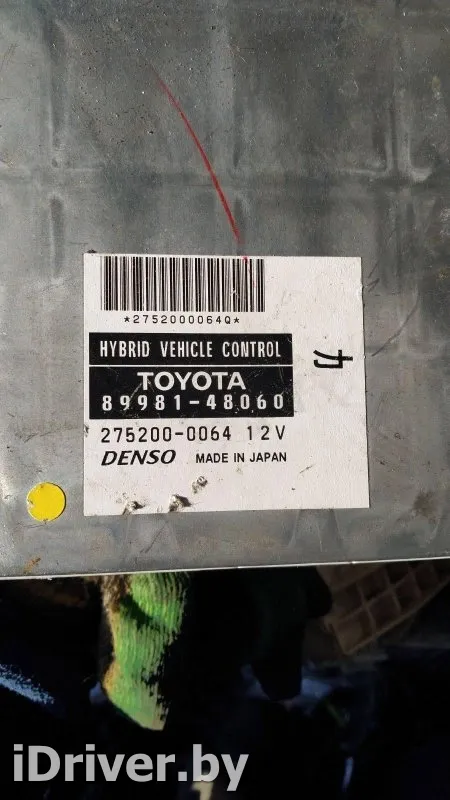 *2752000064Q*
HYBRID VEHICLE CONTROL
TOYOTA
89981-48060
275200-0064 12V
DENSO MADE IN JAPAN
カ
iDriver.by